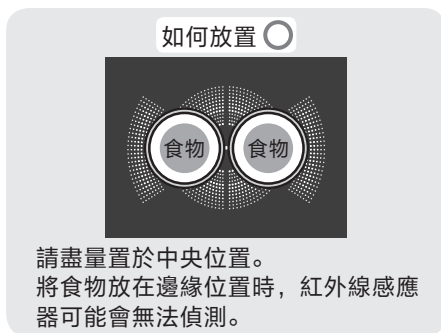 如何放置
食物 食物
請盡量置於中央位置。
將食物放在邊緣位置時，紅外線感應
器可能會無法偵測。